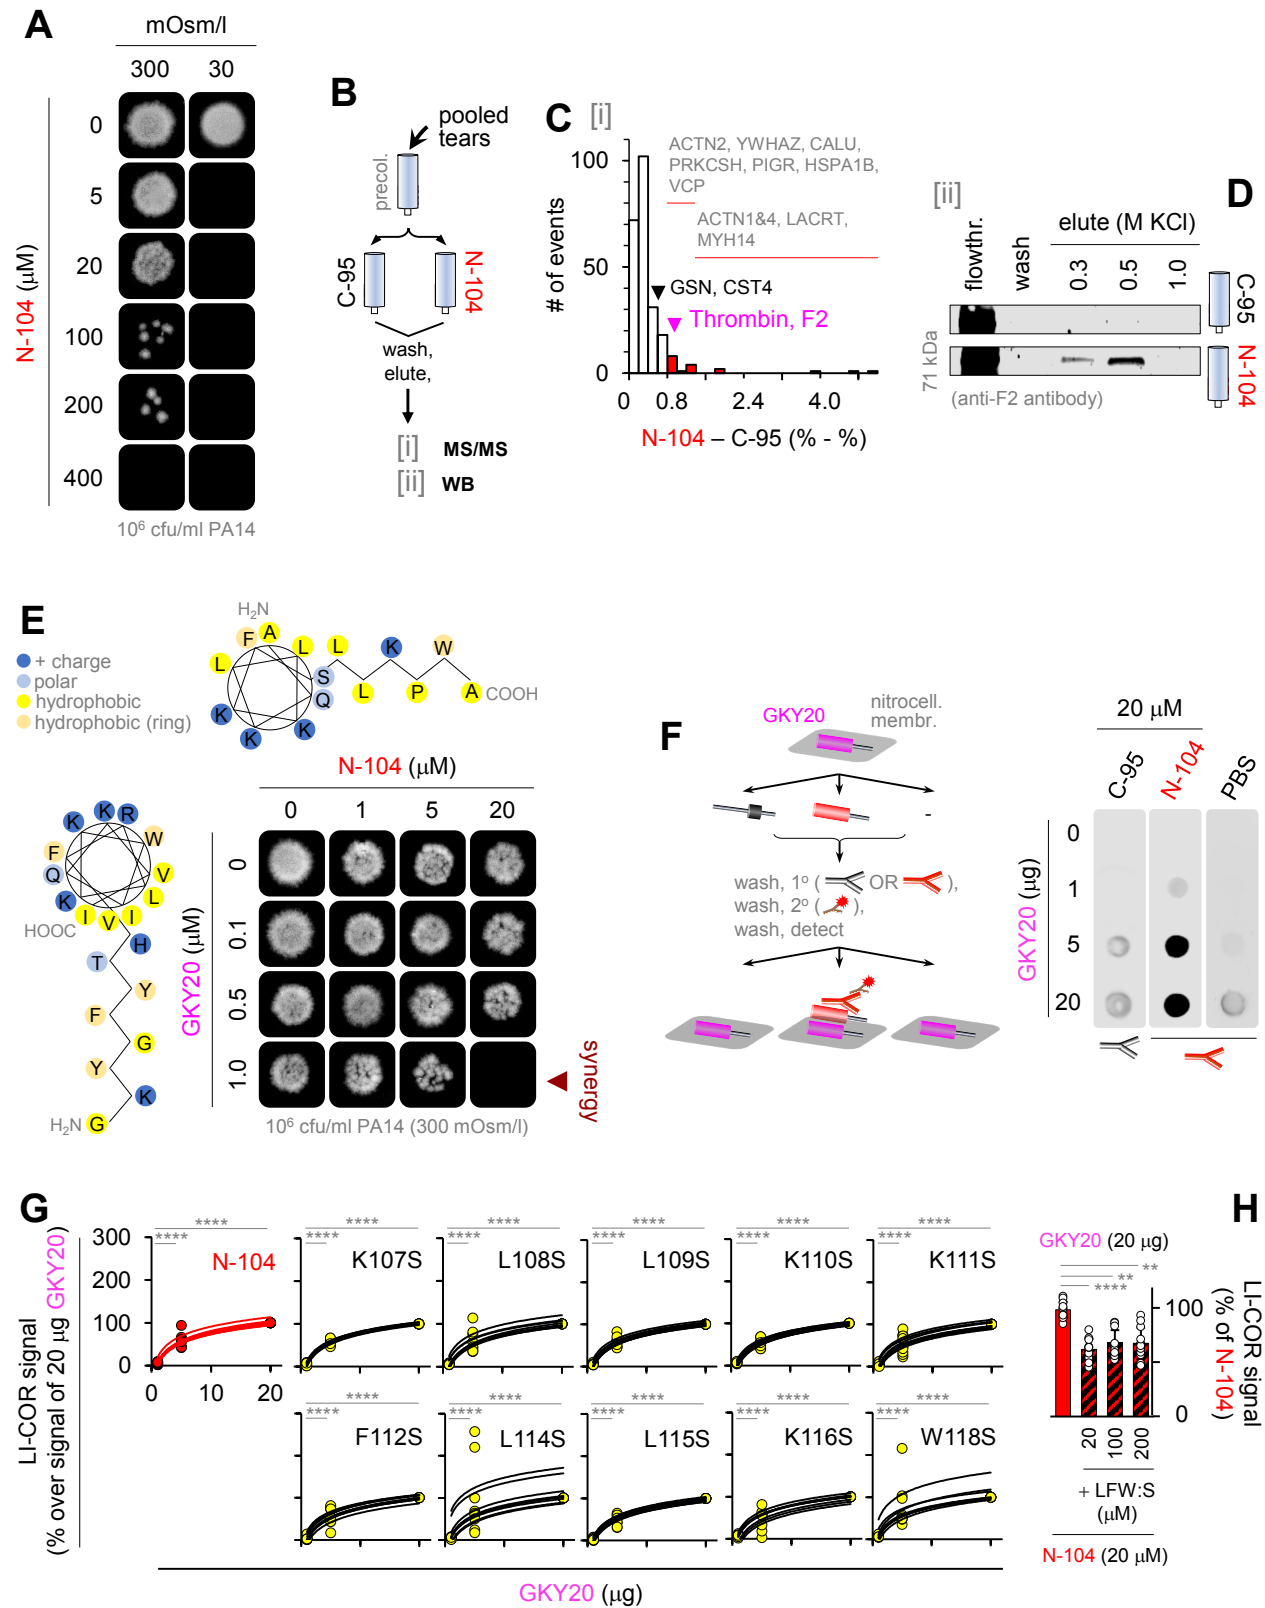 A
mOsm/l
300 30
N-104 (µM)
0
5
20
100
200
400
10⁶ cfu/ml PA14
B
pooled
tears
precol.
C-95
N-104
wash,
elute,
[i] MS/MS
[ii] WB
C [i]
# of events
100
50
0
ACTN2, YWHAZ, CALU,
PRKCSH, PIGR, HSPA1B,
VCP
ACTN1&4, LACRT,
MYH14
GSN, CST4
Thrombin, F2
0 0.8 2.4 4.0
N-104 – C-95 (% - %)
[ii] D
flowthr.
wash
elute (M KCl)
0.3 0.5 1.0
C-95
N-104
71 kDa
(anti-F2 antibody)
E
+ charge
polar
hydrophobic
hydrophobic (ring)
H₂N
F A L L K W
L S
Q L P A COOH
K K K
K K R
F W
Q V
K L
I V I
HOOC
H
T
Y
F
G
Y
K
H₂N G
N-104 (µM)
0 1 5 20
GKY20 (µM)
0
0.1
0.5
1.0
synergy
10⁶ cfu/ml PA14 (300 mOsm/l)
F
GKY20
nitrocell.
membr.
-
wash, 1º ( OR ),
wash, 2º ( ),
wash, detect
20 µM
C-95 N-104 PBS
GKY20 (µg)
0
1
5
20
G
LI-COR signal
(% over signal of 20 µg GKY20)
300
200
100
0
0 10 20
**** **** N-104
**** **** K107S
**** **** L108S
**** **** L109S
**** **** K110S
**** **** K111S
**** **** F112S
**** **** L114S
**** **** L115S
**** **** K116S
**** **** W118S
GKY20 (µg)
H
GKY20 (20 µg)
**
**
****
100
0
LI-COR signal
(% of N-104)
20 100 200
+ LFW:S
(µM)
N-104 (20 µM)